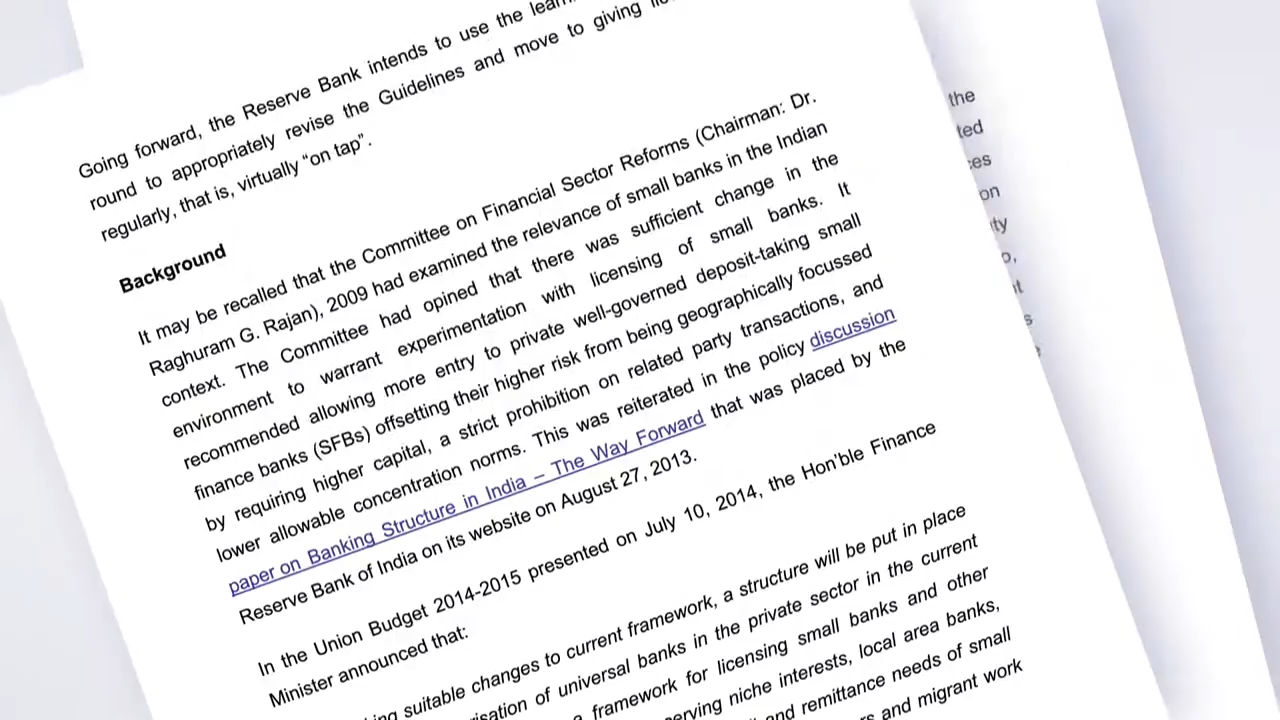 Going forward, the Reserve Bank intends to use the
round to appropriately revise the Guidelines and move to giving
regularly, that is, virtually “on tap”.
Background
It may be recalled that the Committee on Financial Sector Reforms (Chairman: Dr.
Raghuram G. Rajan), 2009 had examined the relevance of small banks in the Indian
context. The Committee had opined that there was sufficient change in the
environment to warrant experimentation with licensing of small banks. It
recommended allowing more entry to private well-governed deposit-taking small
finance banks (SFBs) offsetting their higher risk from being geographically focussed
by requiring higher capital, a strict prohibition on related party transactions, and
lower allowable concentration norms. This was reiterated in the policy discussion
paper on Banking Structure in India – The Way Forward that was placed by the
Reserve Bank of India on its website on August 27, 2013.
In the Union Budget 2014-2015 presented on July 10, 2014, the Hon’ble Finance
Minister announced that:
suitable changes to current framework, a structure will be put in place
of universal banks in the private sector in the current
a framework for licensing small banks and other
serving niche interests, local area banks,
and remittance needs of small
and migrant work
the